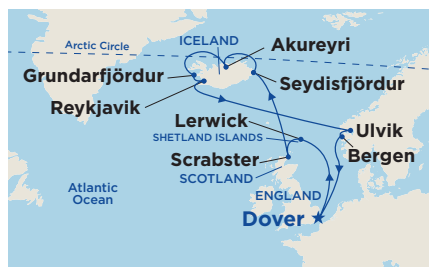 Arctic Circle
ICELAND
Akureyri
Grundarfjördur
Seydisfjördur
Reykjavik
Lerwick
SHETLAND ISLANDS
Ulvik
Bergen
Scrabster
SCOTLAND
Atlantic
Ocean
ENGLAND
Dover